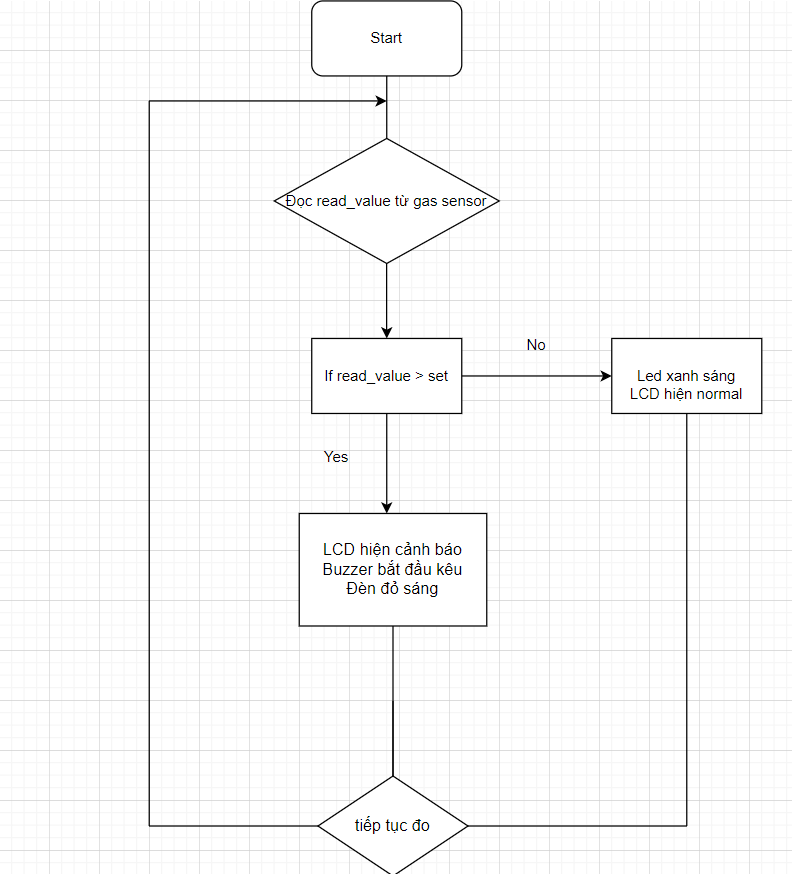 Start
Đọc read_value từ gas sensor
If read_value > set
No
Led xanh sáng
LCD hiện normal
Yes
LCD hiện cảnh báo
Buzzer bắt đầu kêu
Đèn đỏ sáng
tiếp tục đo